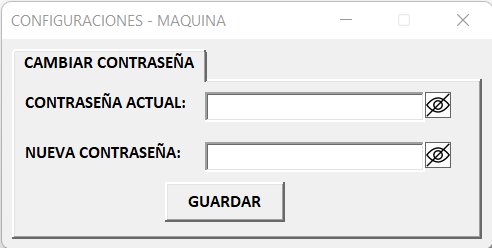 CONFIGURACIONES - MAQUINA
CAMBIAR CONTRASEÑA
CONTRASEÑA ACTUAL:
NUEVA CONTRASEÑA:
GUARDAR